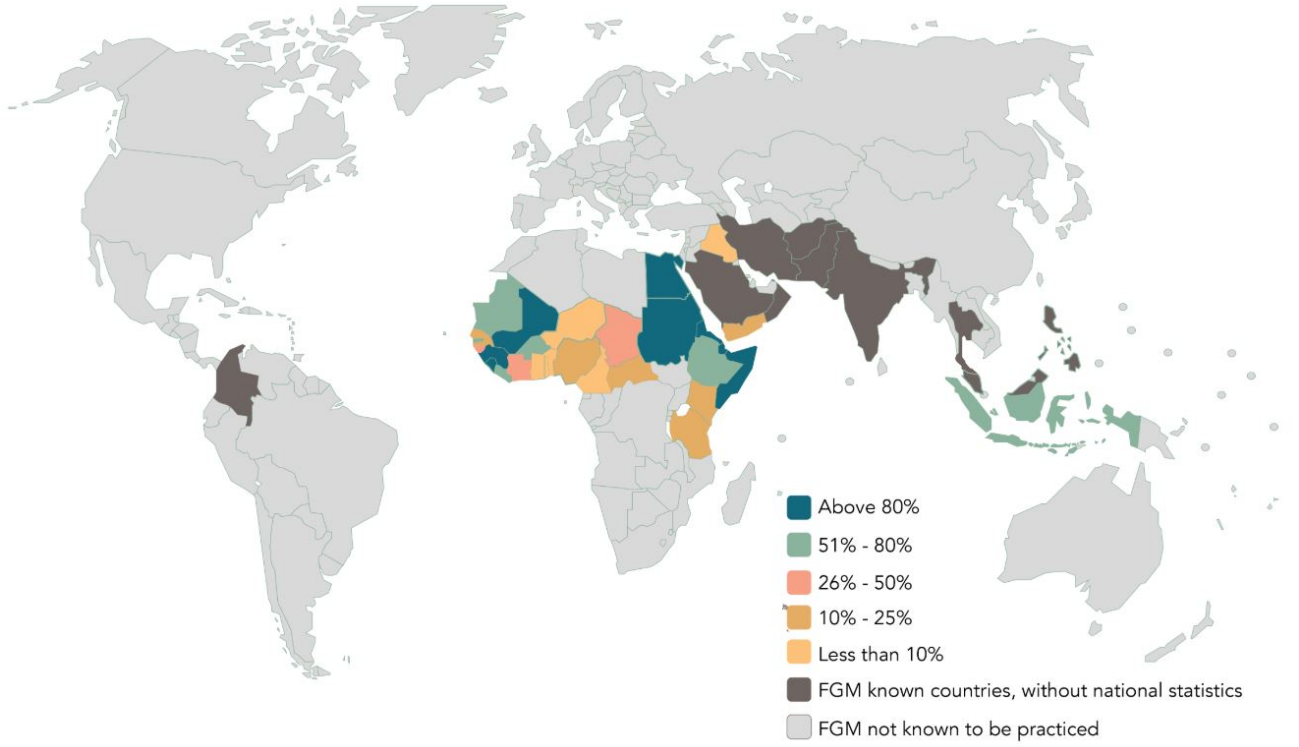 Above 80%
51% - 80%
26% - 50%
10% - 25%
Less than 10%
FGM known countries, without national statistics
FGM not known to be practiced